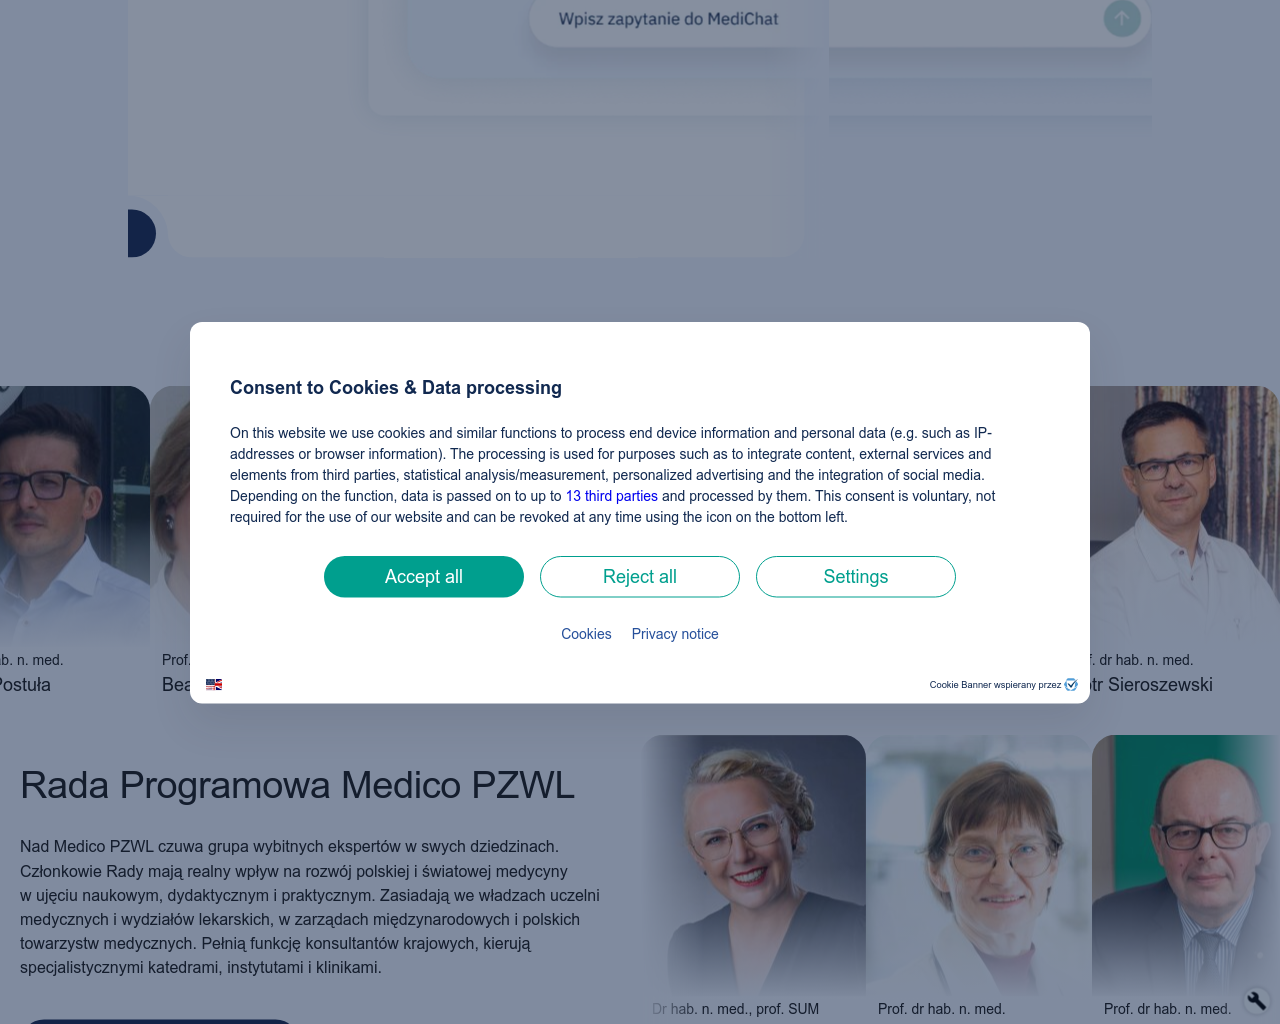 Wpisz zapytanie do MediChat
Consent to Cookies & Data processing
On this website we use cookies and similar functions to process end device information and personal data (e.g. such as IP-
addresses or browser information). The processing is used for purposes such as to integrate content, external services and
elements from third parties, statistical analysis/measurement, personalized advertising and the integration of social media.
Depending on the function, data is passed on to up to 13 third parties and processed by them. This consent is voluntary, not
required for the use of our website and can be revoked at any time using the icon on the bottom left.
Accept all
Reject all
Settings
Cookies
Privacy notice
Cookie Banner wspierany przez
n. med.
Postuła
Prof.
dr hab. n. med.
Sieroszewski
Rada Programowa Medico PZWL
Nad Medico PZWL czuwa grupa wybitnych ekspertów w swych dziedzinach.
Członkowie Rady mają realny wpływ na rozwój polskiej i światowej medycyny
w ujęciu naukowym, dydaktycznym i praktycznym. Zasiadają we władzach uczelni
medycznych i wydziałów lekarskich, w zarządach międzynarodowych i polskich
towarzystw medycznych. Pełnią funkcję konsultantów krajowych, kierują
specjalistycznymi katedrami, instytutami i klinikami.
Dr hab. n. med., prof. SUM
Prof. dr hab. n. med.
Prof. dr hab. n. med.